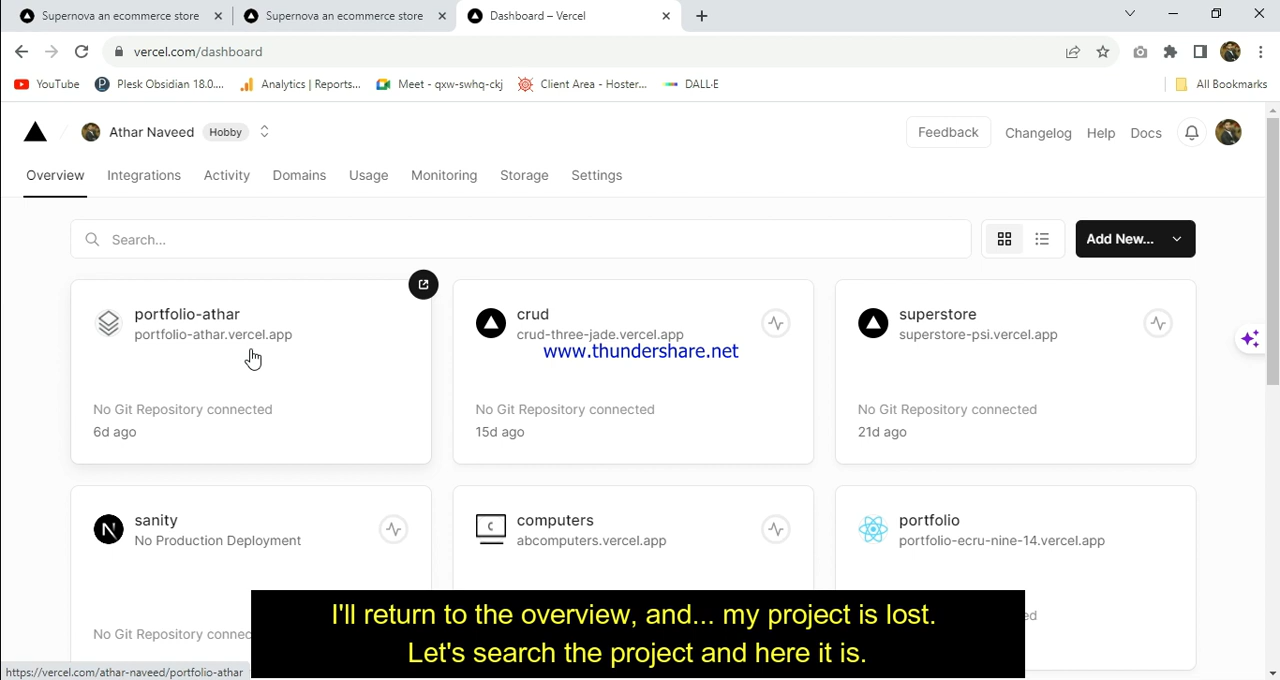 Supernova an ecommerce store
Supernova an ecommerce store
Dashboard – Vercel
vercel.com/dashboard
YouTube
Plesk Obsidian 18.0....
Analytics | Reports...
Meet - qxw-swhq-ckj
Client Area - Hoster...
DALL·E
All Bookmarks
Athar Naveed
Hobby
Feedback
Changelog
Help
Docs
Overview
Integrations
Activity
Domains
Usage
Monitoring
Storage
Settings
Search...
Add New...
portfolio-athar
portfolio-athar.vercel.app
No Git Repository connected
6d ago
crud
crud-three-jade.vercel.app
www.thundershare.net
No Git Repository connected
15d ago
superstore
superstore-psi.vercel.app
No Git Repository connected
21d ago
sanity
No Production Deployment
No Git Repository connec
C
computers
abcomputers.vercel.app
portfolio
portfolio-ecru-nine-14.vercel.app
I'll return to the overview, and... my project is lost.
Let's search the project and here it is.
https://vercel.com/athar-naveed/portfolio-athar